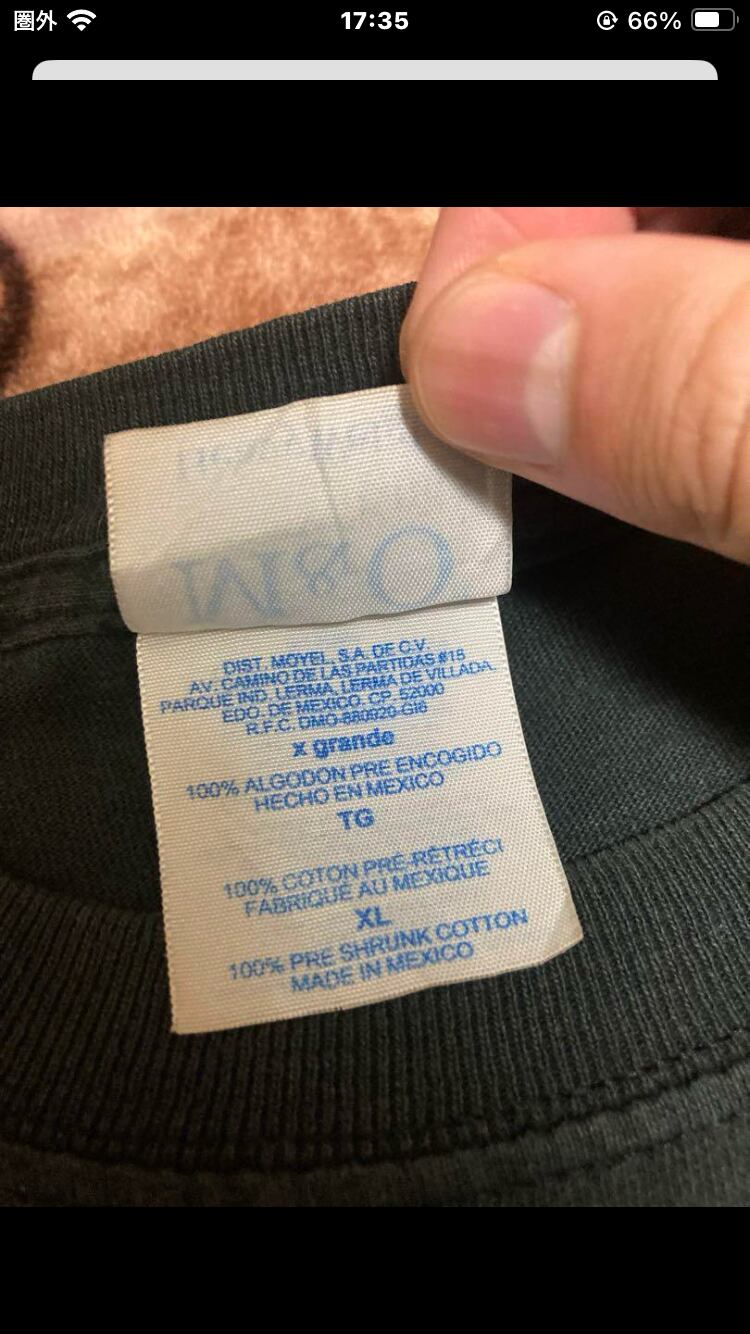 圏外
17:35
66%
M&O
DIST. MOYEL, S.A. DE C.V.
AV. CAMINO DE LAS PARTIDAS #15
PARQUE IND. LERMA, LERMA DE VILLADA,
EDO. DE MEXICO, CP. 52000
R.F.C. DMO-880920-GI6
x grande
100% ALGODON PRE ENCOGIDO
HECHO EN MEXICO
TG
100% COTON PRÉ-RÉTRÉCI
FABRIQUÉ AU MEXIQUE
XL
100% PRE SHRUNK COTTON
MADE IN MEXICO